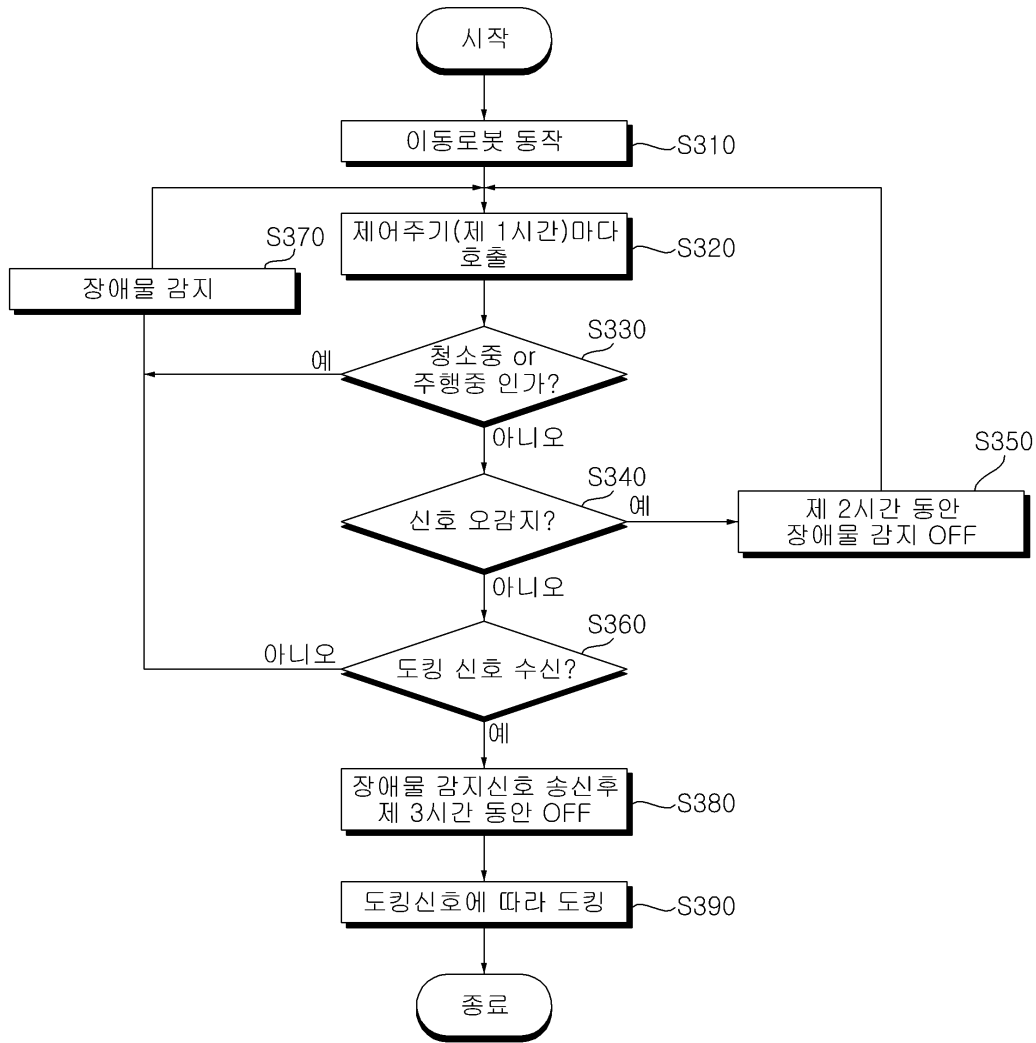 시작
이동로봇 동작
S310
제어주기(제 1시간)마다
호출
S320
S370
장애물 감지
S330
청소중 or
주행중 인가?
예
아니오
S340
신호 오감지?
예
S350
제 2시간 동안
장애물 감지 OFF
아니오
S360
도킹 신호 수신?
아니오
예
장애물 감지신호 송신후
제 3시간 동안 OFF
S380
도킹신호에 따라 도킹
S390
종료